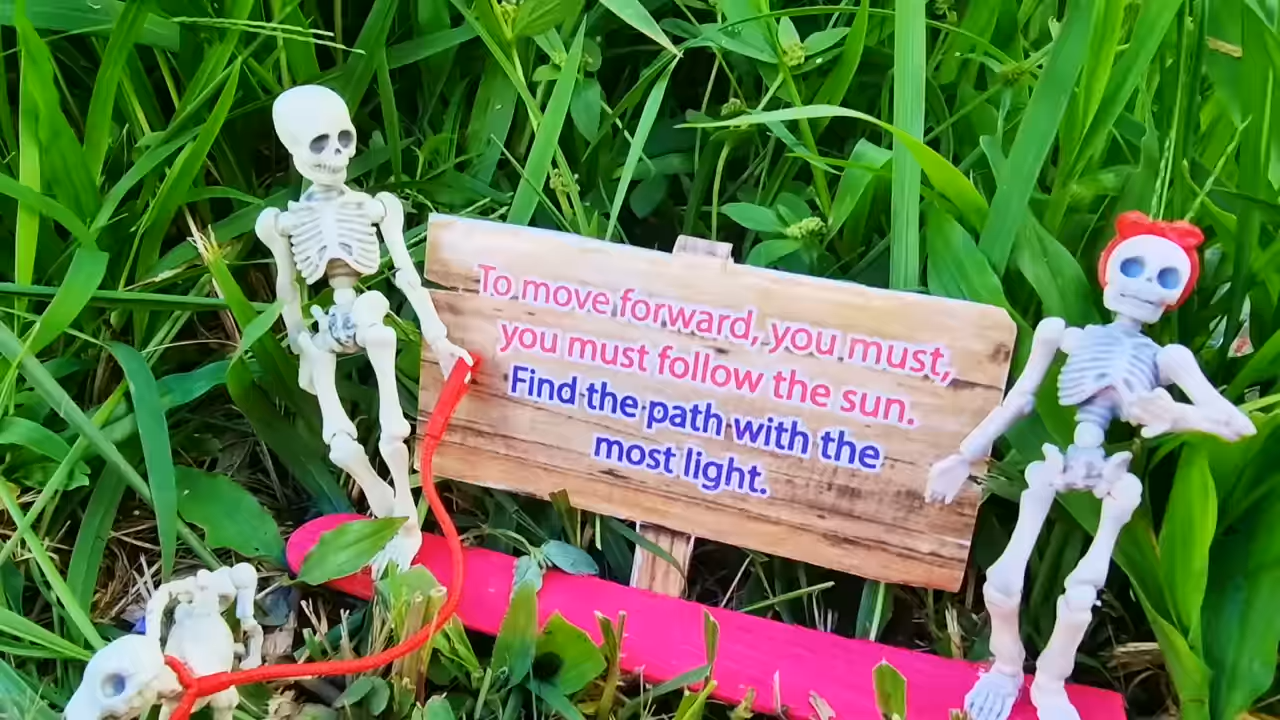 To move forward, you must,
you must follow the sun.
Find the path with the
most light.